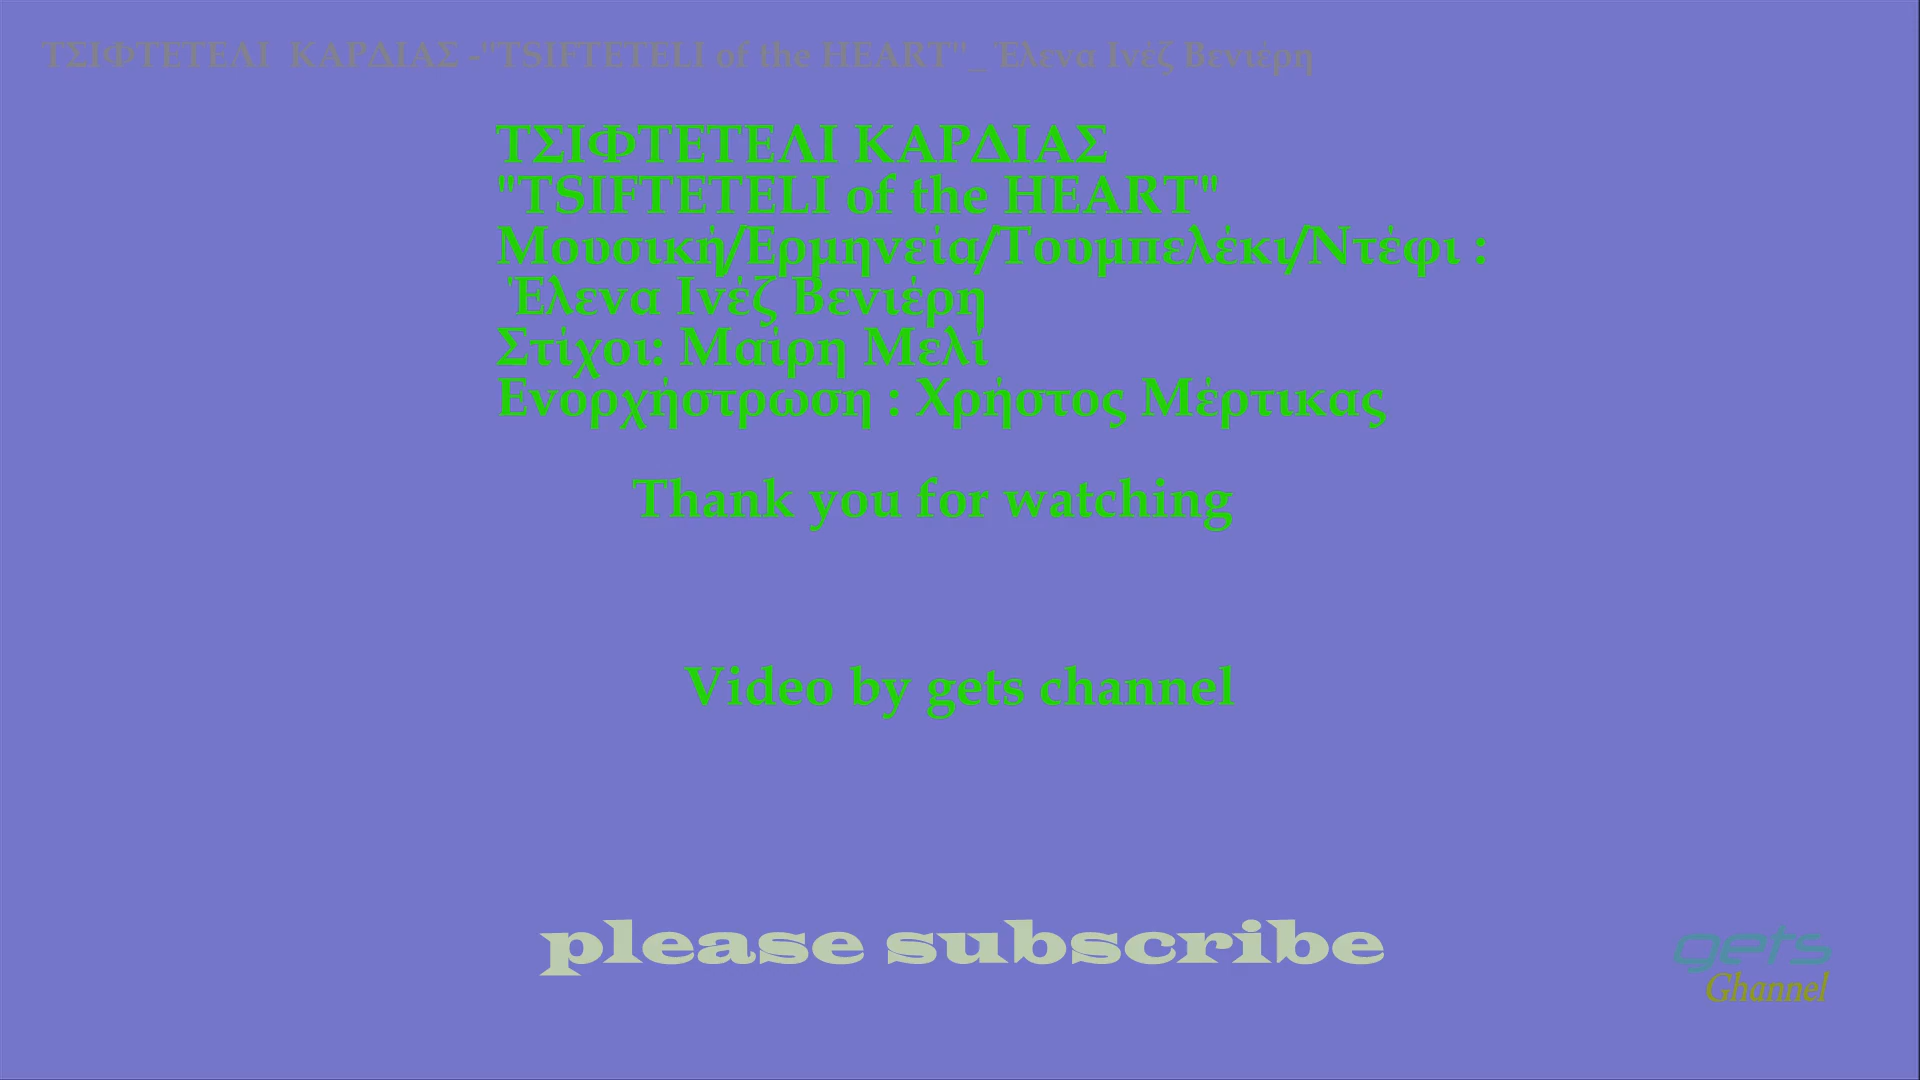 ΤΣΙΦΤΕΤΕΛΙ  ΚΑΡΔΙΑΣ -"TSIFTETELI of the HEART"_ Έλενα Ινέζ Βενιέρη
ΤΣΙΦΤΕΤΕΛΙ ΚΑΡΔΙΑΣ
"TSIFTETELI of the HEART"
Μουσική/Ερμηνεία/Τουμπελέκι/Ντέφι :
Έλενα Ινέζ Βενιέρη
Στίχοι: Μαίρη Μελί
Ενορχήστρωση : Χρήστος Μέρτικας
Thank you for watching
Video by gets channel
please subscribe
gets
Ghannel